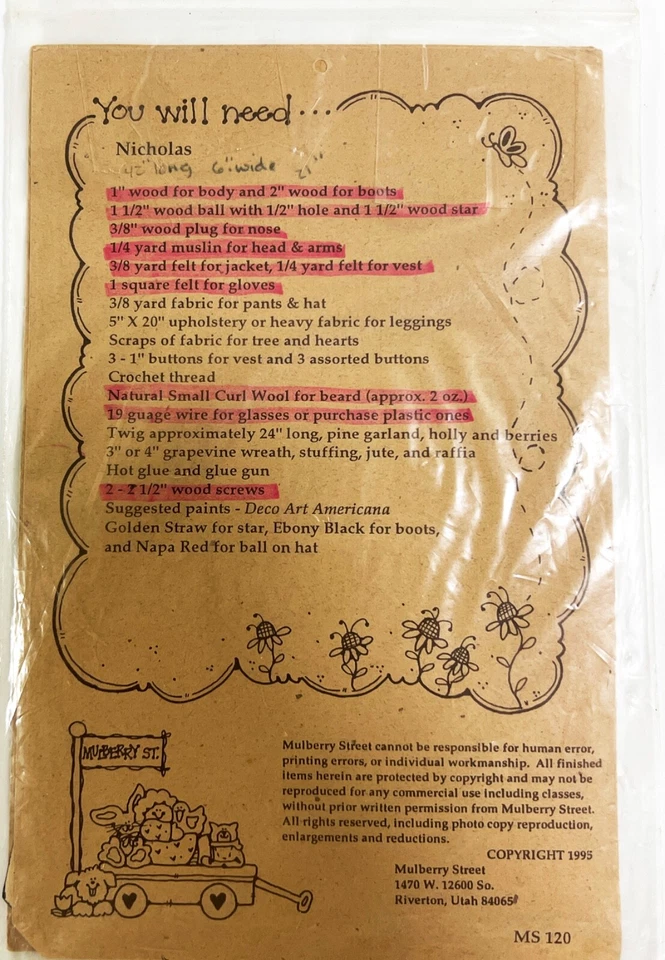 You will need...
Nicholas
long 6" wide 21"
1" wood for body and 2" wood for boots
1 1/2" wood ball with 1/2" hole and 1 1/2" wood star
3/8" wood plug for nose
1/4 yard muslin for head & arms
3/8 yard felt for jacket, 1/4 yard felt for vest
1 square felt for gloves
3/8 yard fabric for pants & hat
5" X 20" upholstery or heavy fabric for leggings
Scraps of fabric for tree and hearts
3 - 1" buttons for vest and 3 assorted buttons
Crochet thread
Natural Small Curl Wool for beard (approx. 2 oz.)
19 guage wire for glasses or purchase plastic ones
Twig approximately 24" long, pine garland, holly and berries
3" or 4" grapevine wreath, stuffing, jute, and raffia
Hot glue and glue gun
2 - 2 1/2" wood screws
Suggested paints - Deco Art Americana
Golden Straw for star, Ebony Black for boots,
and Napa Red for ball on hat
MULBERRY ST.
Mulberry Street cannot be responsible for human error,
printing errors, or individual workmanship. All finished
items herein are protected by copyright and may not be
reproduced for any commercial use including classes,
without prior written permission from Mulberry Street.
All rights reserved, including photo copy reproduction,
enlargements and reductions.
COPYRIGHT 1995
Mulberry Street
1470 W. 12600 So.
Riverton, Utah 84065
MS 120